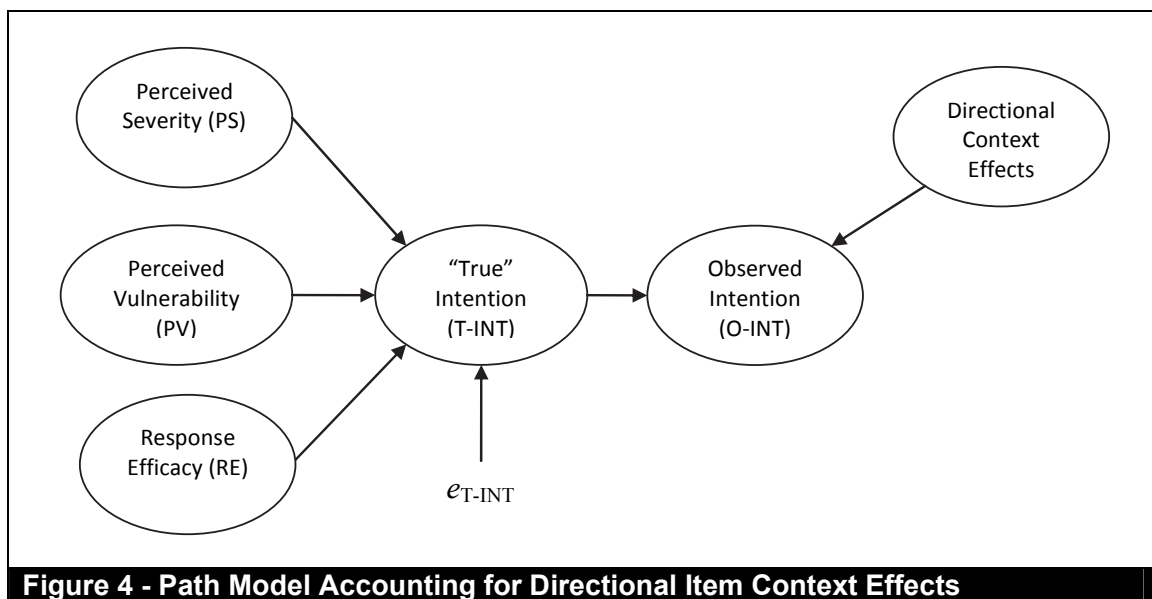 Perceived
Severity (PS)
Directional
Context
Effects
Perceived
Vulnerability
(PV)
“True”
Intention
(T-INT)
Observed
Intention
(O-INT)
Response
Efficacy (RE)
eT-INT
Figure 4 - Path Model Accounting for Directional Item Context Effects